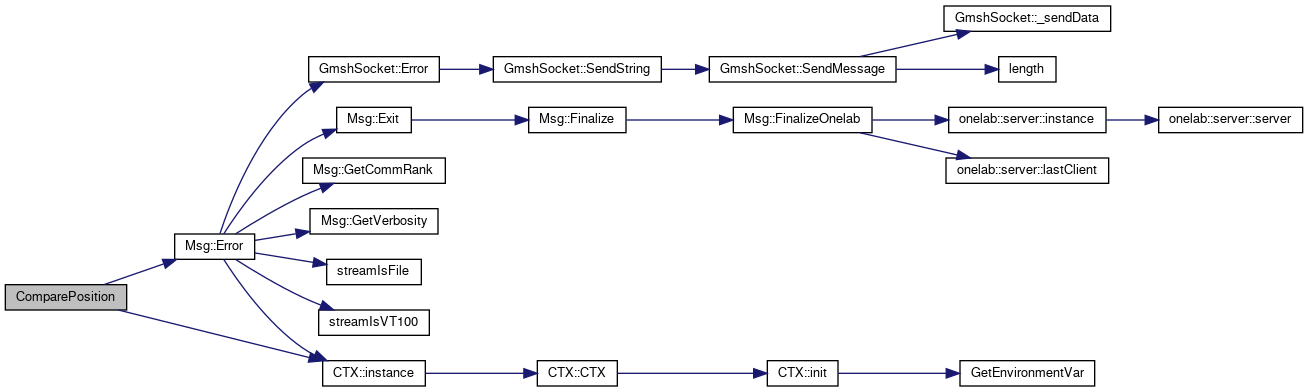 GmshSocket::_sendData
GmshSocket::Error
GmshSocket::SendString
GmshSocket::SendMessage
length
Msg::Exit
Msg::Finalize
Msg::FinalizeOnelab
onelab::server::instance
onelab::server::server
Msg::GetCommRank
onelab::server::lastClient
Msg::GetVerbosity
Msg::Error
streamIsFile
ComparePosition
streamIsVT100
CTX::instance
CTX::CTX
CTX::init
GetEnvironmentVar